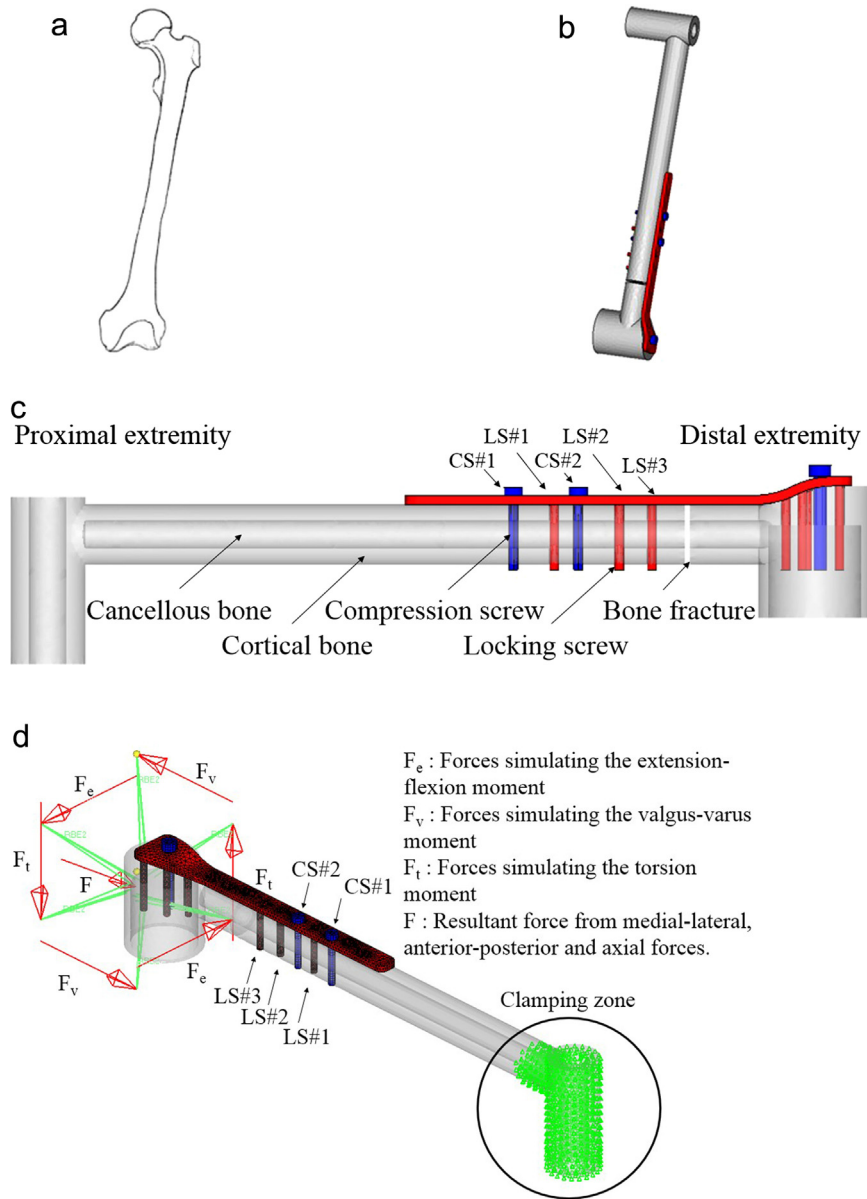 a
b
c
Proximal extremity
LS#1
LS#2
Distal extremity
CS#1
CS#2
LS#3
Cancellous bone
Compression screw
Bone fracture
Cortical bone
Locking screw
d
Fe : Forces simulating the extension-
flexion moment
Fv : Forces simulating the valgus-varus
moment
Ft : Forces simulating the torsion
moment
F : Resultant force from medial-lateral,
anterior-posterior and axial forces.
Fv
Fe
RBE2
RBE2
RBE2
Ft
F
Ft
CS#2
CS#1
Fv
Fe
LS#3
LS#2
LS#1
Clamping zone